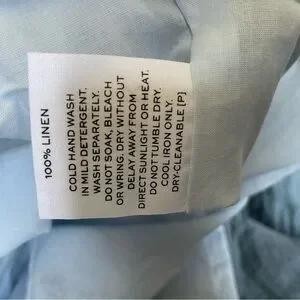 100% LINEN
COLD HAND WASH
IN MILD DETERGENT.
WASH SEPARATELY.
DO NOT SOAK, BLEACH
OR WRING. DRY WITHOUT
DELAY AWAY FROM
DIRECT SUNLIGHT OR HEAT.
DO NOT TUMBLE DRY.
COOL IRON ONLY.
DRY-CLEANABLE [P]